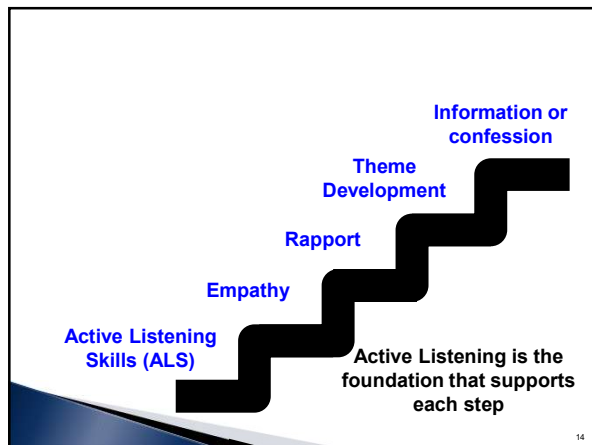 Information or
confession
Theme
Development
Rapport
Empathy
Active Listening
Skills (ALS)
Active Listening is the
foundation that supports
each step
14